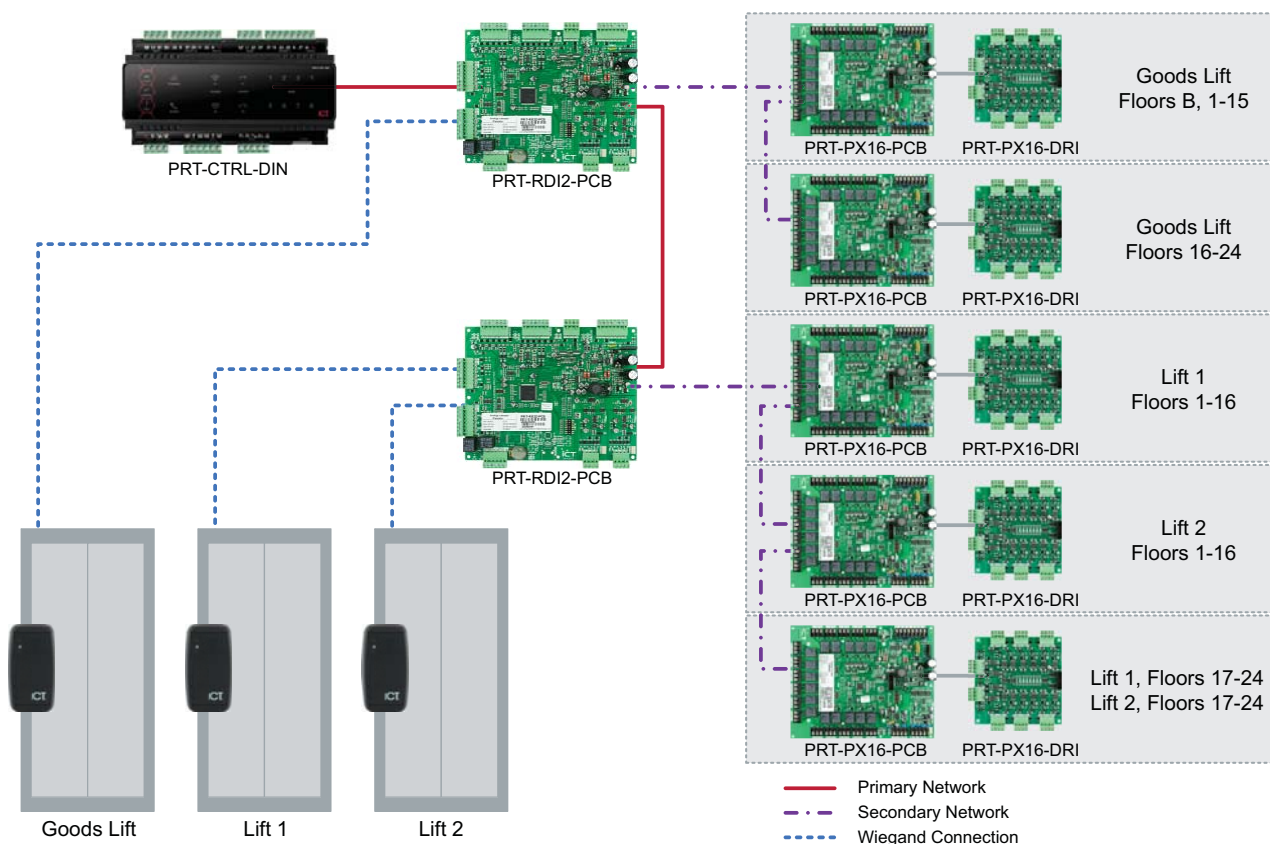 PRT-CTRL-DIN
PRT-RDI2-PCB
PRT-PX16-PCB
PRT-PX16-DRI
Goods Lift
Floors B, 1-15
PRT-PX16-PCB
PRT-PX16-DRI
Goods Lift
Floors 16-24
PRT-RDI2-PCB
PRT-PX16-PCB
PRT-PX16-DRI
Lift 1
Floors 1-16
PRT-PX16-PCB
PRT-PX16-DRI
Lift 2
Floors 1-16
PRT-PX16-PCB
PRT-PX16-DRI
Lift 1, Floors 17-24
Lift 2, Floors 17-24
ICT
ICT
ICT
Goods Lift
Lift 1
Lift 2
Primary Network
Secondary Network
Wiegand Connection